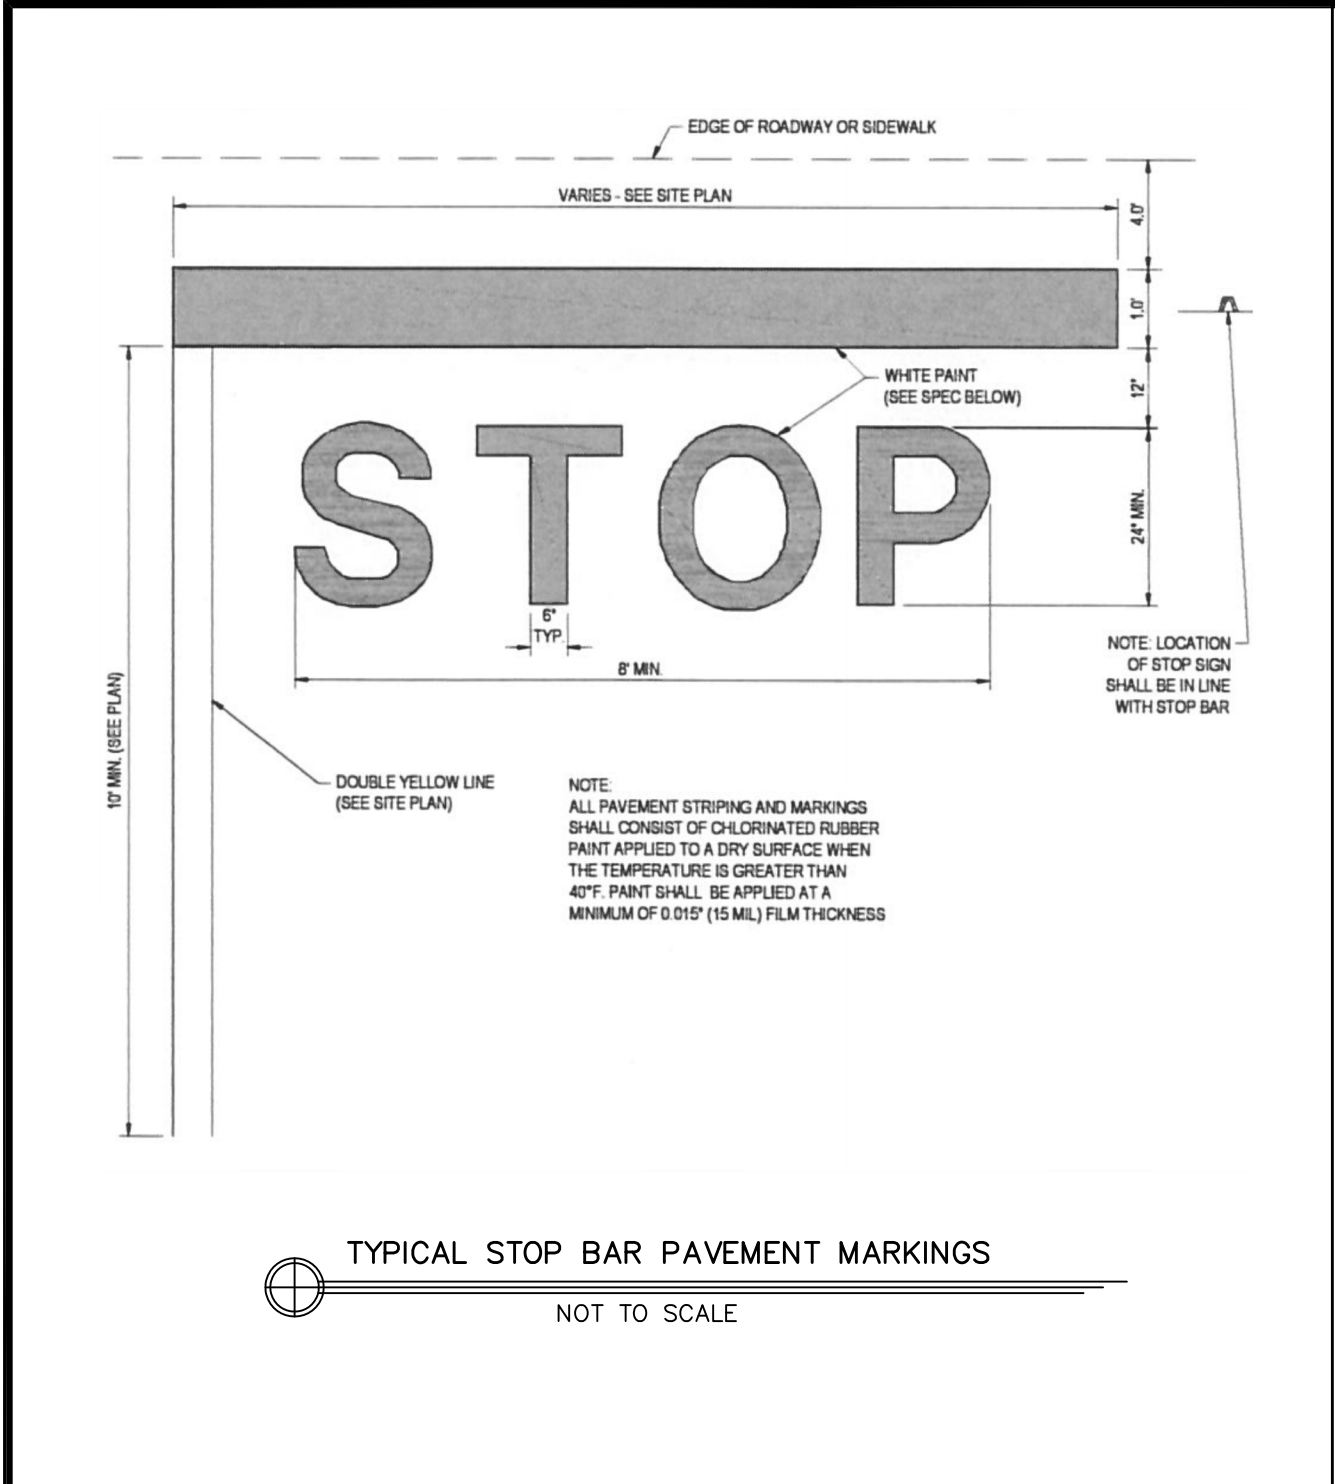 EDGE OF ROADWAY OR SIDEWALK
VARIES - SEE SITE PLAN
4.0'
1.0'
WHITE PAINT
(SEE SPEC BELOW)
12"
STOP
24" MIN.
6"
TYP.
8' MIN.
NOTE: LOCATION
OF STOP SIGN
SHALL BE IN LINE
WITH STOP BAR
10' MIN. (SEE PLAN)
DOUBLE YELLOW LINE
(SEE SITE PLAN)
NOTE:
ALL PAVEMENT STRIPING AND MARKINGS
SHALL CONSIST OF CHLORINATED RUBBER
PAINT APPLIED TO A DRY SURFACE WHEN
THE TEMPERATURE IS GREATER THAN
40°F. PAINT SHALL BE APPLIED AT A
MINIMUM OF 0.015" (15 MIL) FILM THICKNESS
TYPICAL STOP BAR PAVEMENT MARKINGS
NOT TO SCALE